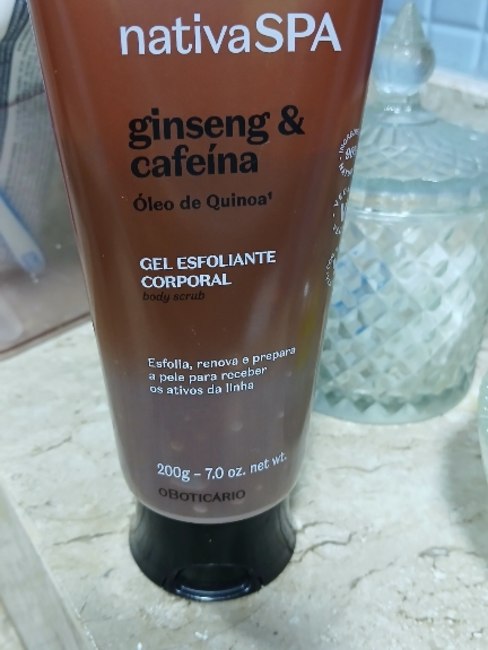 nativaSPA
ginseng &
cafeína
Óleo de Quinoa¹
GEL ESFOLIANTE
CORPORAL
body scrub
Esfolia, renova e prepara
a pele para receber
os ativos da linha
200g – 7.0 oz. net wt.
OBOTICÁRIO